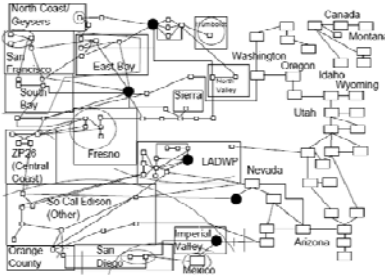 North Coast/
Geysers
Humboldt
Canada
Montana
Washington
Oregon
Idaho
Wyoming
San
Francisco
East Bay
North
Valley
South
Bay
Sierra
Utah
ZP26
(Central
Coast)
Fresno
LADWP
Nevada
So Cal Edison
(Other)
Imperial
Valley
Arizona
Orange
County
San
Diego
Mexico